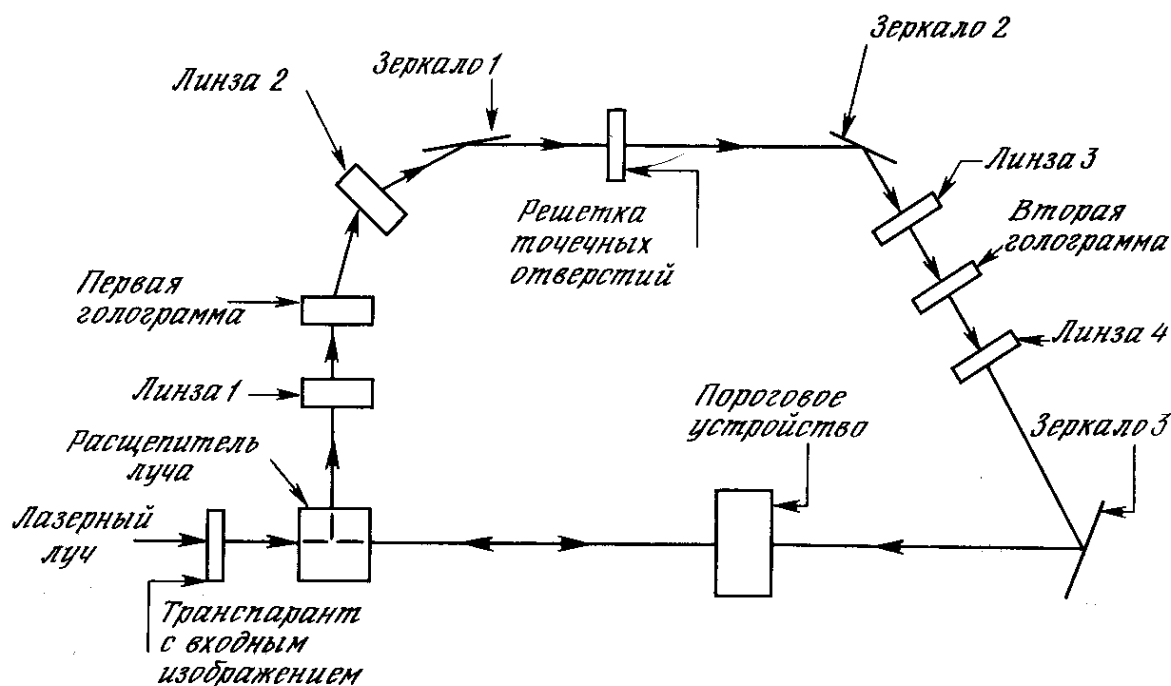 Зеркало 2
Зеркало 1
Линза 2
Линза 3
Решетка
точечных
отверстий
Вторая
голограмма
Первая
голограмма
Линза 4
Линза 1
Пороговое
устройство
Зеркало 3
Расщепитель
луча
Лазерный
луч
Транспарант
с входным
изображением